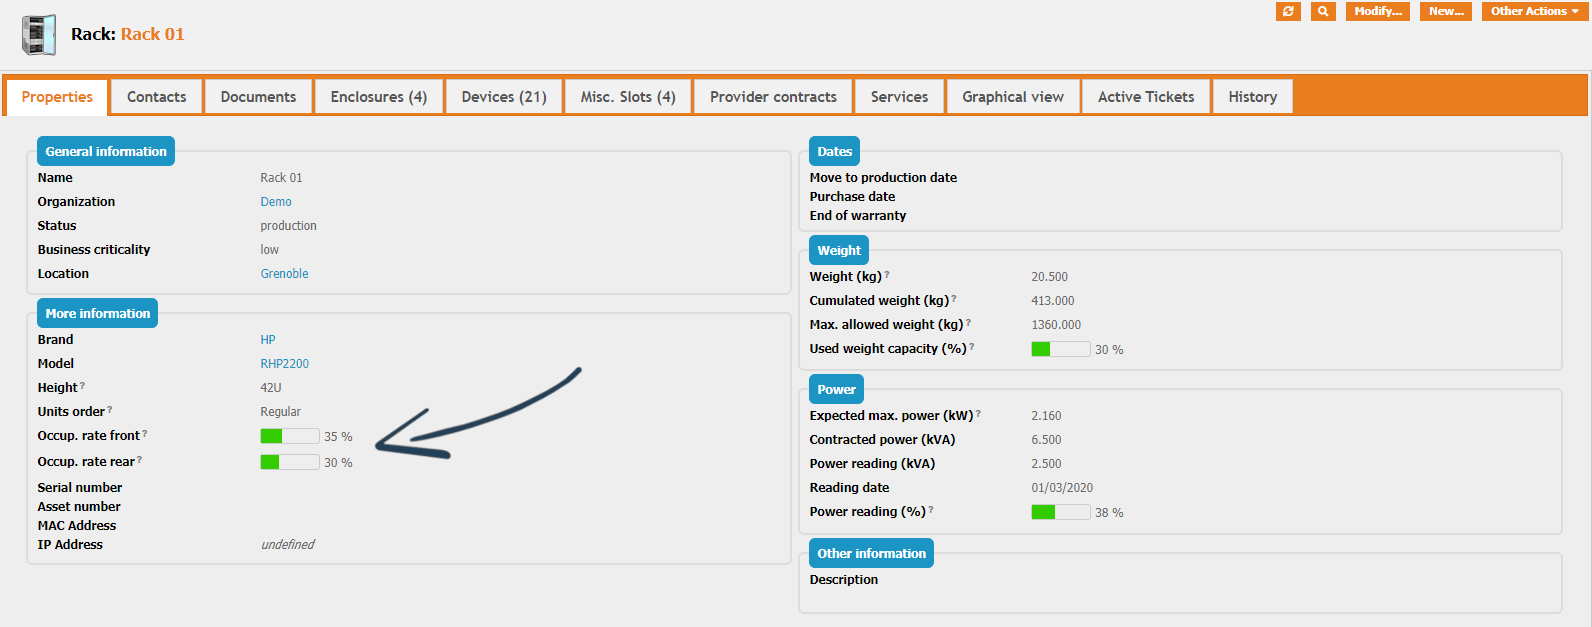 Rack: Rack 01
Modify...
New...
Other Actions
Properties
Contacts
Documents
Enclosures (4)
Devices (21)
Misc. Slots (4)
Provider contracts
Services
Graphical view
Active Tickets
History
General information
Name Rack 01
Organization Demo
Status production
Business criticality low
Location Grenoble
More information
Brand HP
Model RHP2200
Height? 42U
Units order? Regular
Occup. rate front? 35 %
Occup. rate rear? 30 %
Serial number
Asset number
MAC Address
IP Address undefined
Dates
Move to production date
Purchase date
End of warranty
Weight
Weight (kg)? 20.500
Cumulated weight (kg)? 413.000
Max. allowed weight (kg)? 1360.000
Used weight capacity (%)? 30 %
Power
Expected max. power (kW)? 2.160
Contracted power (kVA) 6.500
Power reading (kVA) 2.500
Reading date 01/03/2020
Power reading (%)? 38 %
Other information
Description